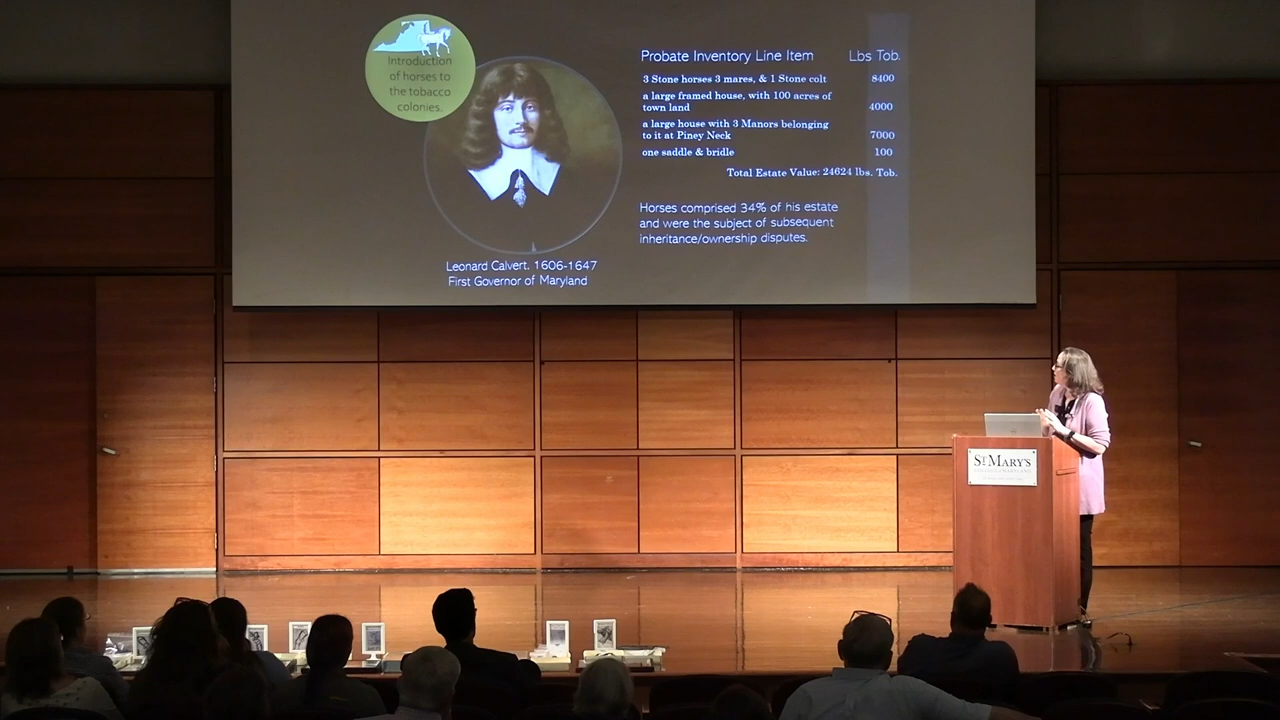 Introduction
of horses to
the tobacco
colonies.
Leonard Calvert. 1606-1647
First Governor of Maryland
Probate Inventory Line Item Lbs Tob.
3 Stone horses 3 mares, & 1 Stone colt 8400
a large framed house, with 100 acres of
town land 4000
a large house with 3 Manors belonging
to it at Piney Neck 7000
one saddle & bridle 100
Total Estate Value: 24624 lbs. Tob.
Horses comprised 34% of his estate
and were the subject of subsequent
inheritance/ownership disputes.
ST MARY'S